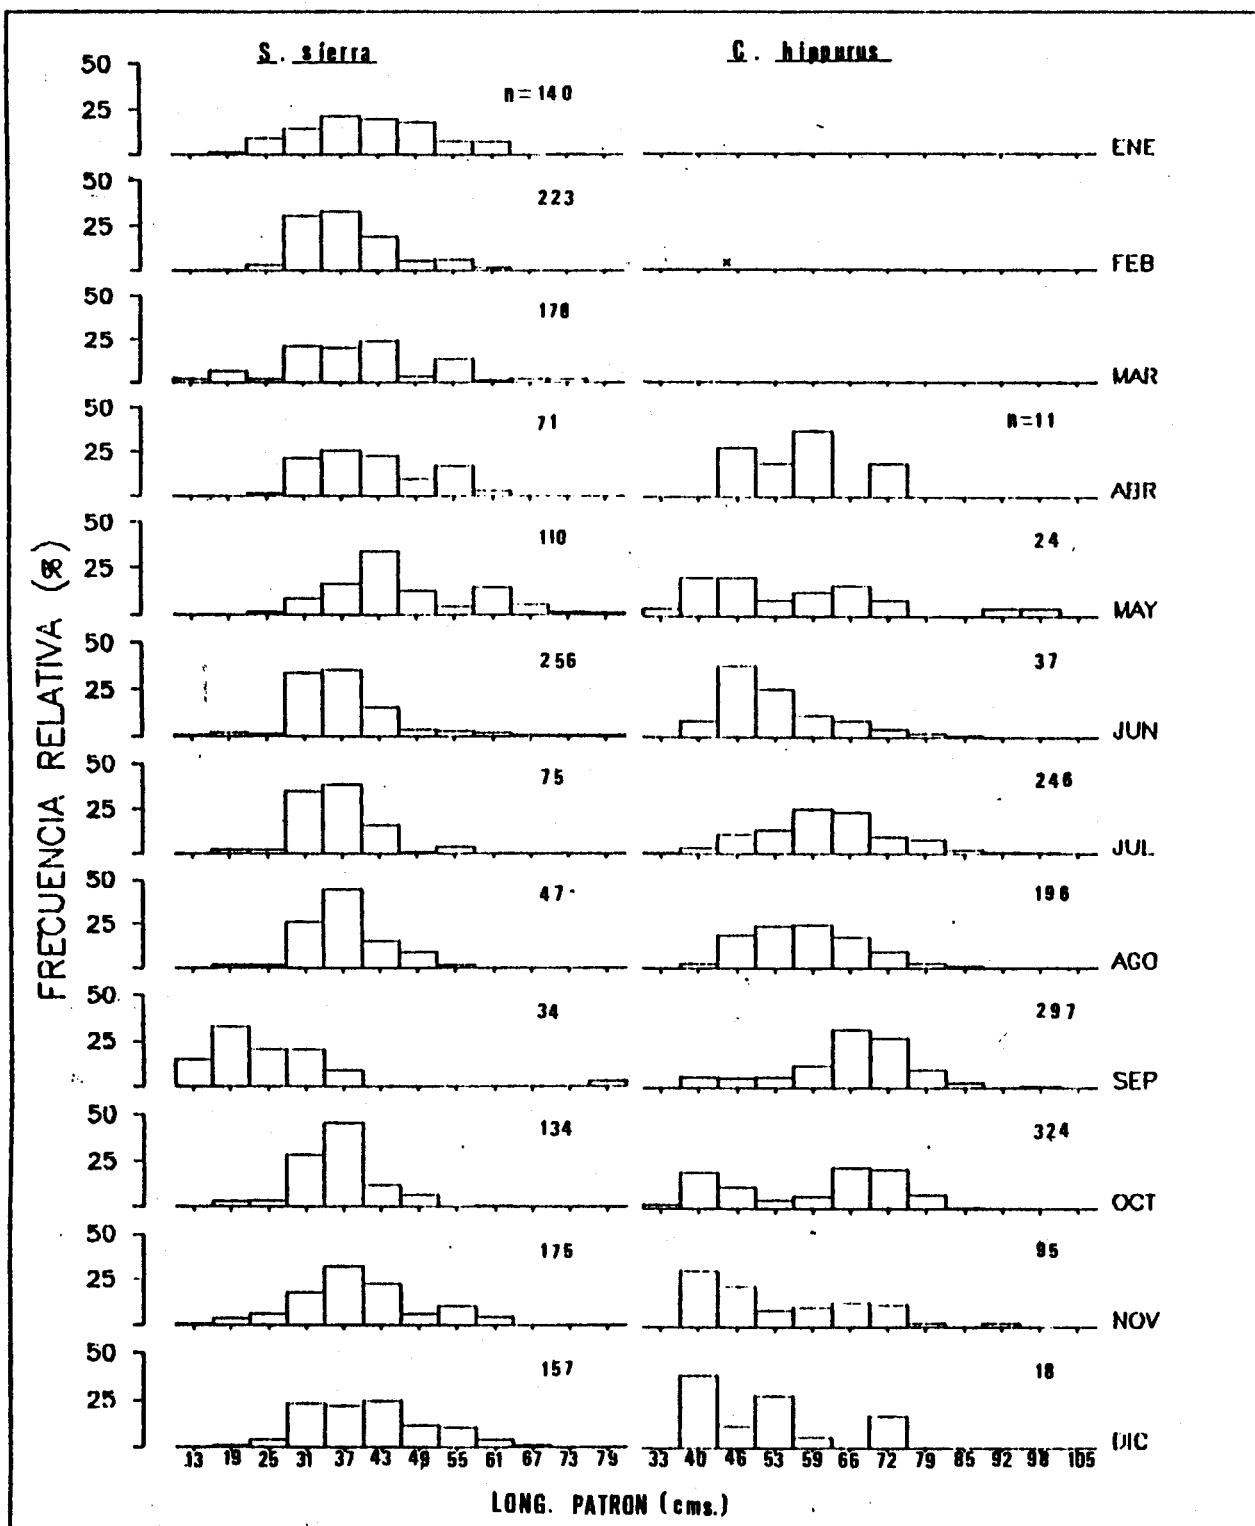 S. sierra
C. hippurus
FRECUENCIA RELATIVA (%)
50
25
n=140
ENE
50
25
223
FEB
50
25
178
MAR
50
25
71
n=11
ABR
50
25
110
24
MAY
50
25
256
37
JUN
50
25
75
246
JUL
50
25
47
196
AGO
50
25
34
297
SEP
50
25
134
324
OCT
50
25
175
95
NOV
50
25
157
18
DIC
13 19 25 31 37 43 49 55 61 67 73 79 33 40 46 53 59 66 72 79 85 92 98 105
LONG. PATRON (cms.)